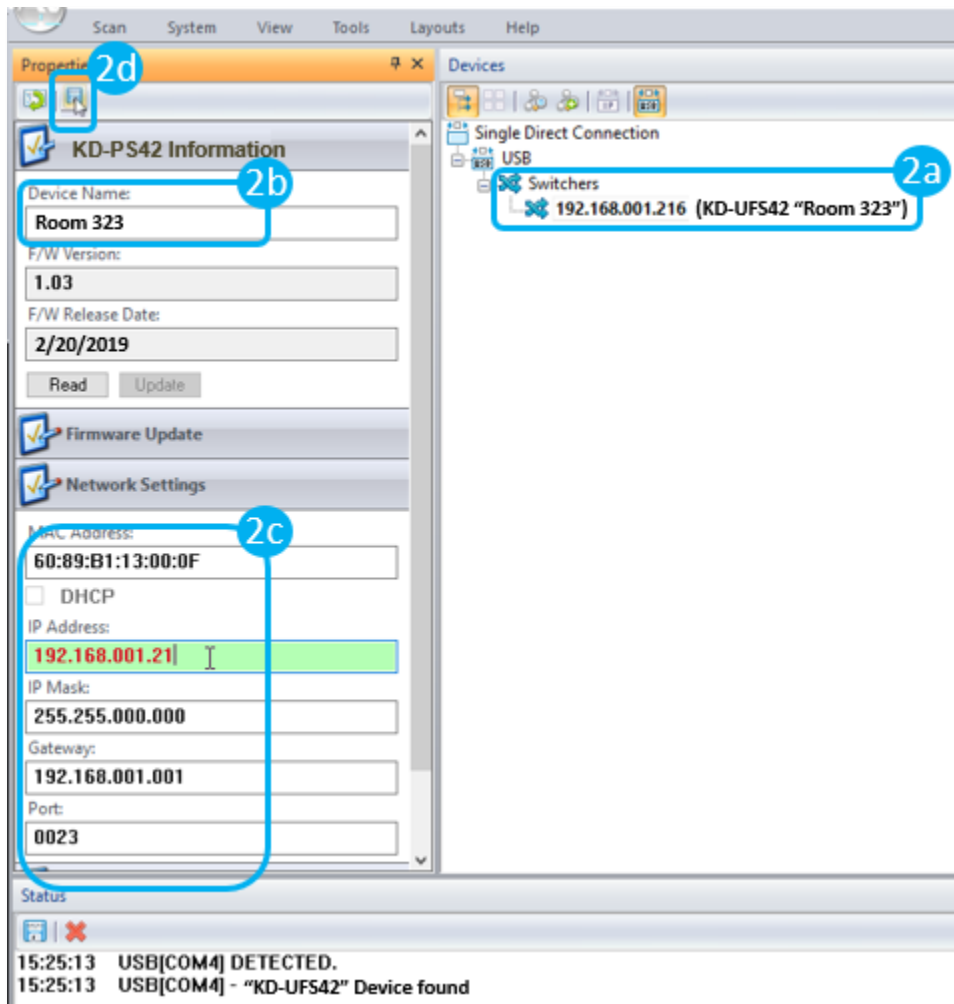 Scan System View Tools Layouts Help
Properti
2d
KD-PS42 Information
2b
Device Name:
Room 323
F/W Version:
1.03
F/W Release Date:
2/20/2019
Read Update
Firmware Update
Network Settings
2c
MAC Address:
60:89:B1:13:00:0F
DHCP
IP Address:
192.168.001.21
IP Mask:
255.255.000.000
Gateway:
192.168.001.001
Port:
0023
Devices
Single Direct Connection
USB
2a
Switchers
192.168.001.216 (KD-UFS42 “Room 323”)
Status
15:25:13 USB[COM4] DETECTED.
15:25:13 USB[COM4] - “KD-UFS42” Device found